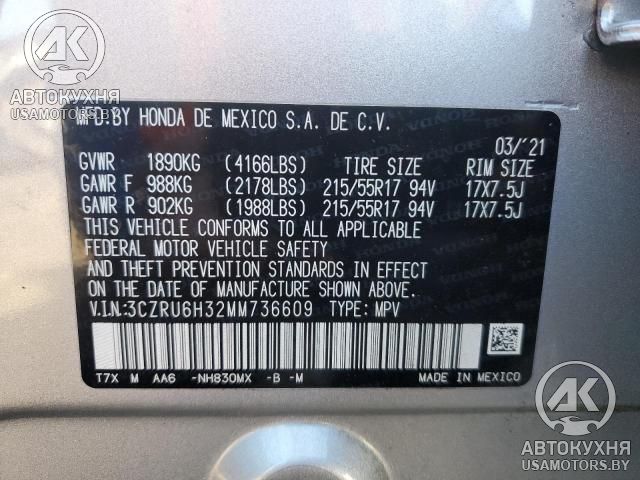 АК
АВТОКУХНЯ
USAMOTORS.BY
MFD.BY HONDA DE MEXICO S.A. DE C.V.
03/'21
GVWR 1890KG (4166LBS) TIRE SIZE RIM SIZE
GAWR F 988KG (2178LBS) 215/55R17 94V 17X7.5J
GAWR R 902KG (1988LBS) 215/55R17 94V 17X7.5J
THIS VEHICLE CONFORMS TO ALL APPLICABLE
FEDERAL MOTOR VEHICLE SAFETY
AND THEFT PREVENTION STANDARDS IN EFFECT
ON THE DATE OF MANUFACTURE SHOWN ABOVE.
V.I.N:3CZRU6H32MM736609 TYPE: MPV
T7X M AA6 -NH830MX -B -M MADE IN MEXICO
АК
АВТОКУХНЯ
USAMOTORS.BY